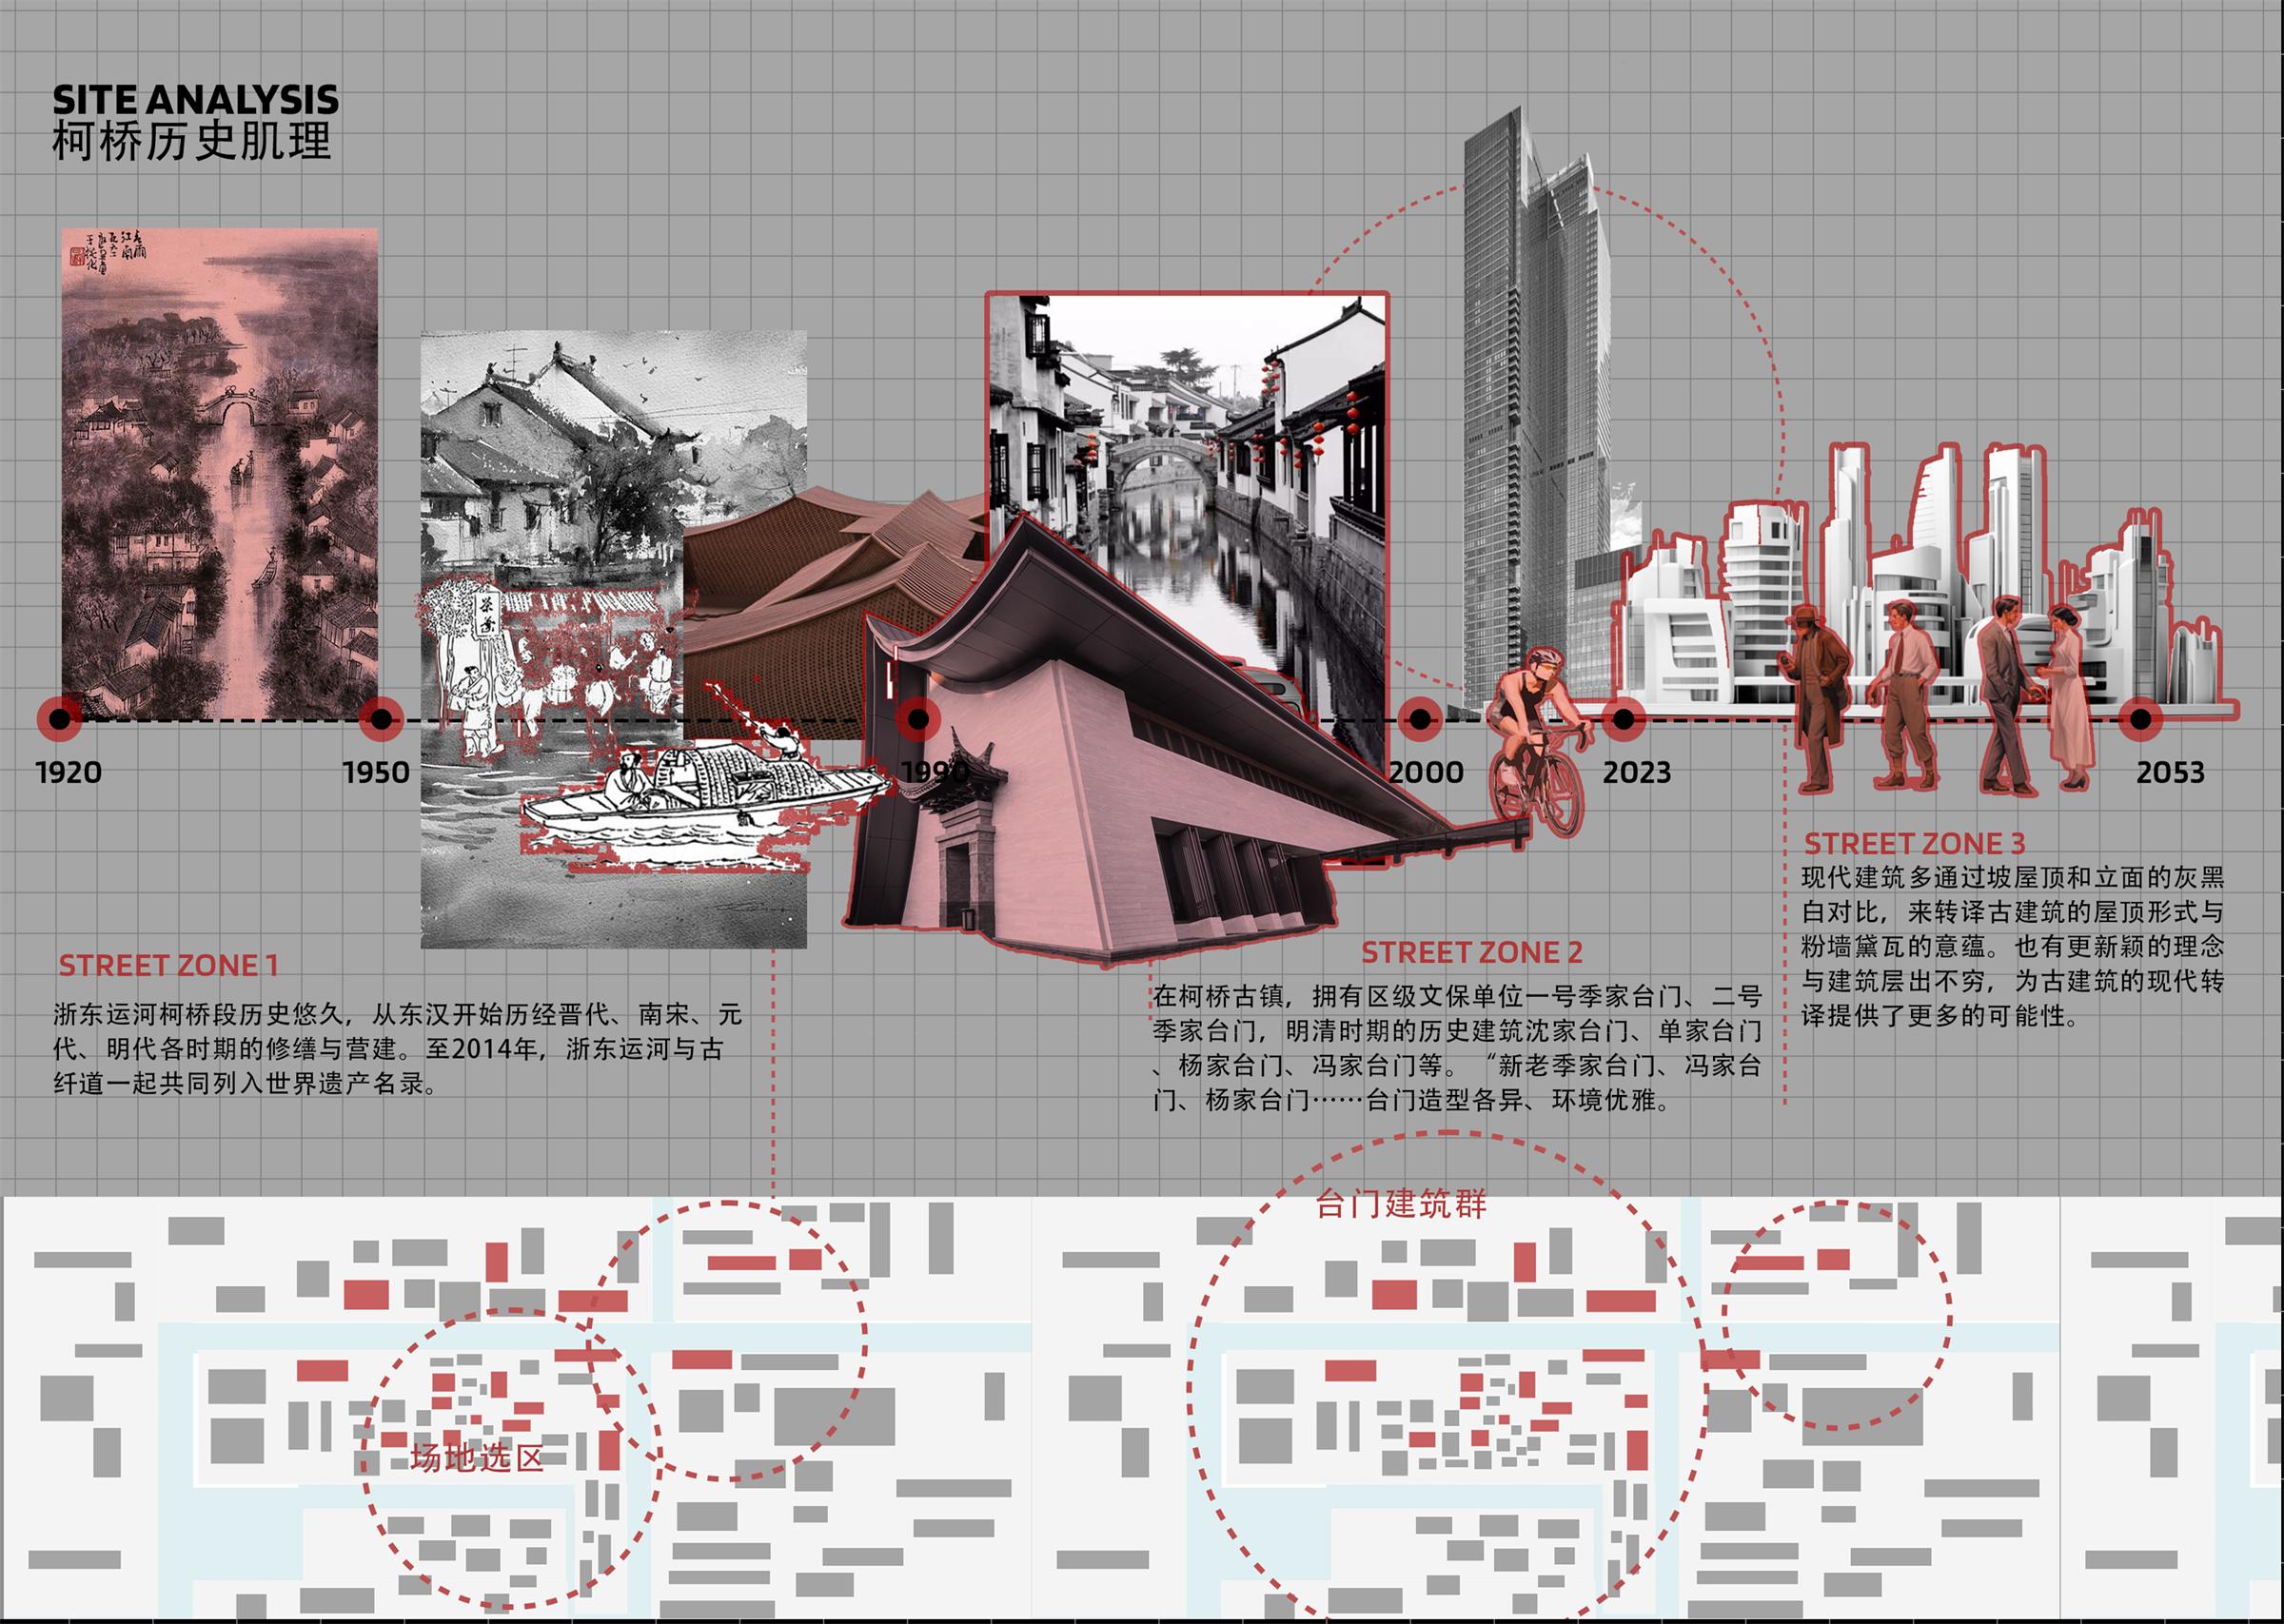 SITE ANALYSIS
柯桥历史肌理
茶
1920
1950
1990
2000
2023
2053
STREET ZONE 1
浙东运河柯桥段历史悠久，从东汉开始历经晋代、南宋、元
代、明代各时期的修缮与营建。至2014年，浙东运河与古
纤道一起共同列入世界遗产名录。
STREET ZONE 2
在柯桥古镇，拥有区级文保单位一号季家台门、二号
季家台门，明清时期的历史建筑沈家台门、单家台门
、杨家台门、冯家台门等。“新老季家台门、冯家台
门、杨家台门……台门造型各异、环境优雅。
STREET ZONE 3
现代建筑多通过坡屋顶和立面的灰黑
白对比，来转译古建筑的屋顶形式与
粉墙黛瓦的意蕴。也有更新颖的理念
与建筑层出不穷，为古建筑的现代转
译提供了更多的可能性。
台门建筑群
场地选区